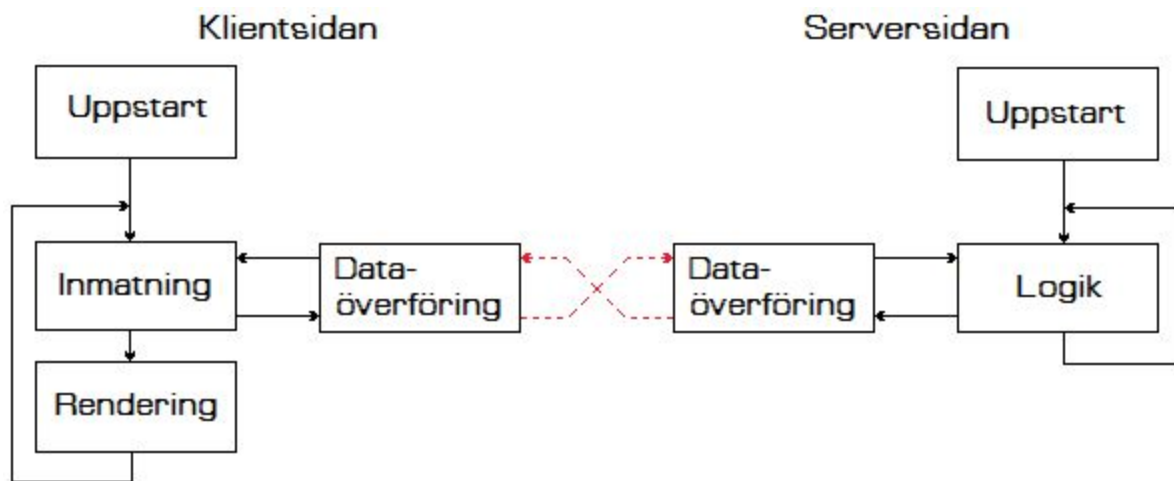 Klientsidan
Serversidan
Uppstart
Uppstart
Inmatning
Data-
överföring
Data-
överföring
Logik
Rendering